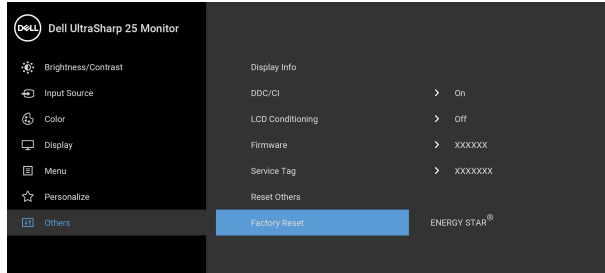 DELL Dell UltraSharp 25 Monitor
Brightness/Contrast
Input Source
Color
Display
Menu
Personalize
Others
Display Info
DDC/CI > On
LCD Conditioning > Off
Firmware > XXXXXX
Service Tag > XXXXXXX
Reset Others
Factory Reset ENERGY STAR®